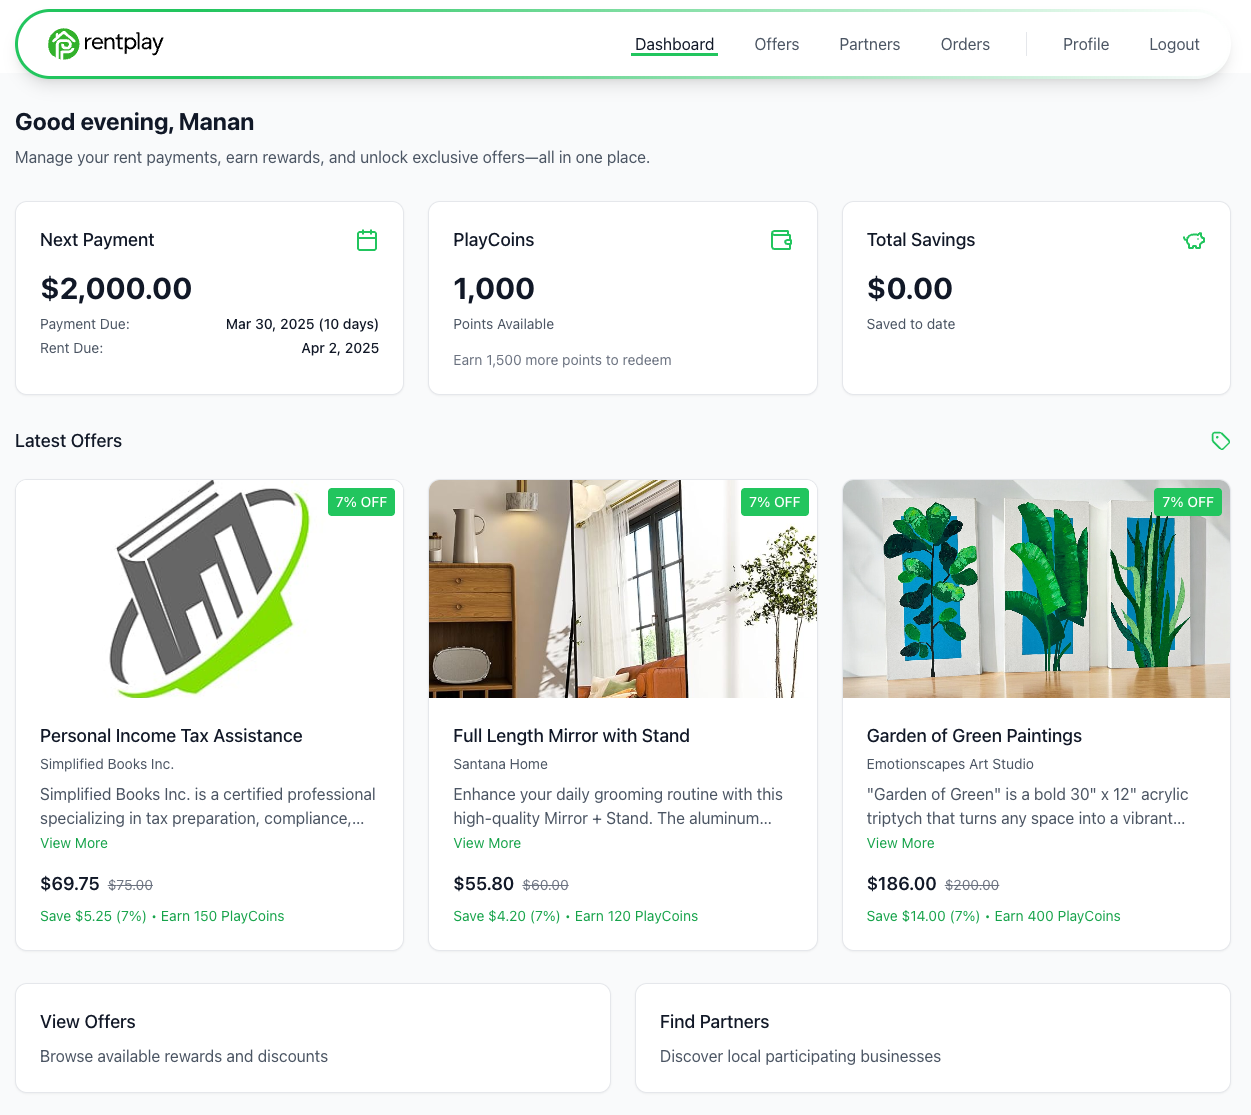 rentplay
Dashboard
Offers
Partners
Orders
Profile
Logout
Good evening, Manan
Manage your rent payments, earn rewards, and unlock exclusive offers—all in one place.
Next Payment
$2,000.00
Payment Due: Mar 30, 2025 (10 days)
Rent Due: Apr 2, 2025
PlayCoins
1,000
Points Available
Earn 1,500 more points to redeem
Total Savings
$0.00
Saved to date
Latest Offers
7% OFF
Personal Income Tax Assistance
Simplified Books Inc.
Simplified Books Inc. is a certified professional
specializing in tax preparation, compliance,...
View More
$69.75 $75.00
Save $5.25 (7%) • Earn 150 PlayCoins
7% OFF
Full Length Mirror with Stand
Santana Home
Enhance your daily grooming routine with this
high-quality Mirror + Stand. The aluminum...
View More
$55.80 $60.00
Save $4.20 (7%) • Earn 120 PlayCoins
7% OFF
Garden of Green Paintings
Emotionscapes Art Studio
"Garden of Green" is a bold 30" x 12" acrylic
triptych that turns any space into a vibrant...
View More
$186.00 $200.00
Save $14.00 (7%) • Earn 400 PlayCoins
View Offers
Browse available rewards and discounts
Find Partners
Discover local participating businesses